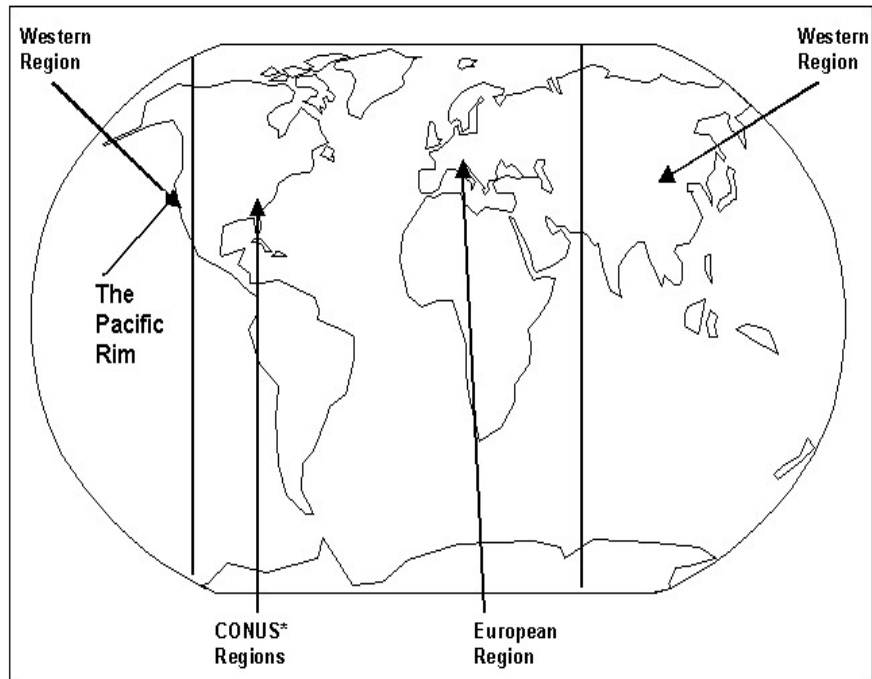 Western
Region
Western
Region
The
Pacific
Rim
CONUS*
Regions
European
Region